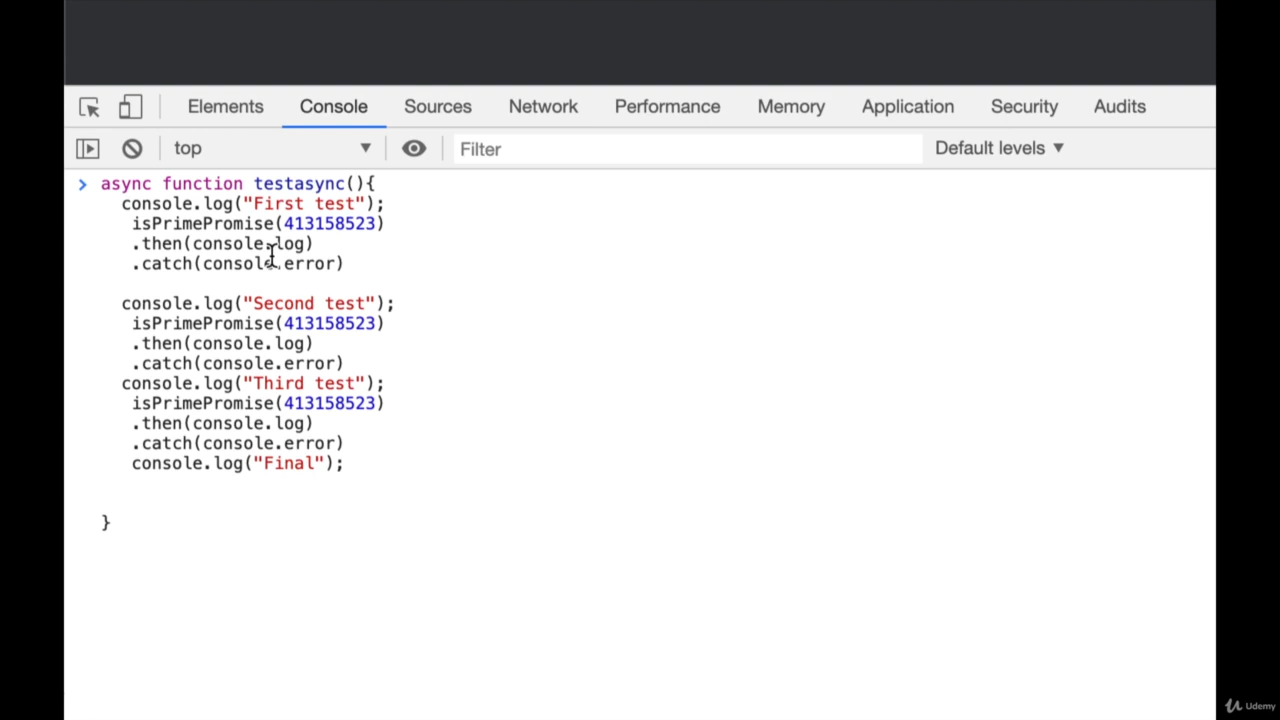 Elements Console Sources Network Performance Memory Application Security Audits
top Filter Default levels
async function testasync(){
console.log("First test");
isPrimePromise(413158523)
.then(console.log)
.catch(console.error)
console.log("Second test");
isPrimePromise(413158523)
.then(console.log)
.catch(console.error)
console.log("Third test");
isPrimePromise(413158523)
.then(console.log)
.catch(console.error)
console.log("Final");
}
Udemy